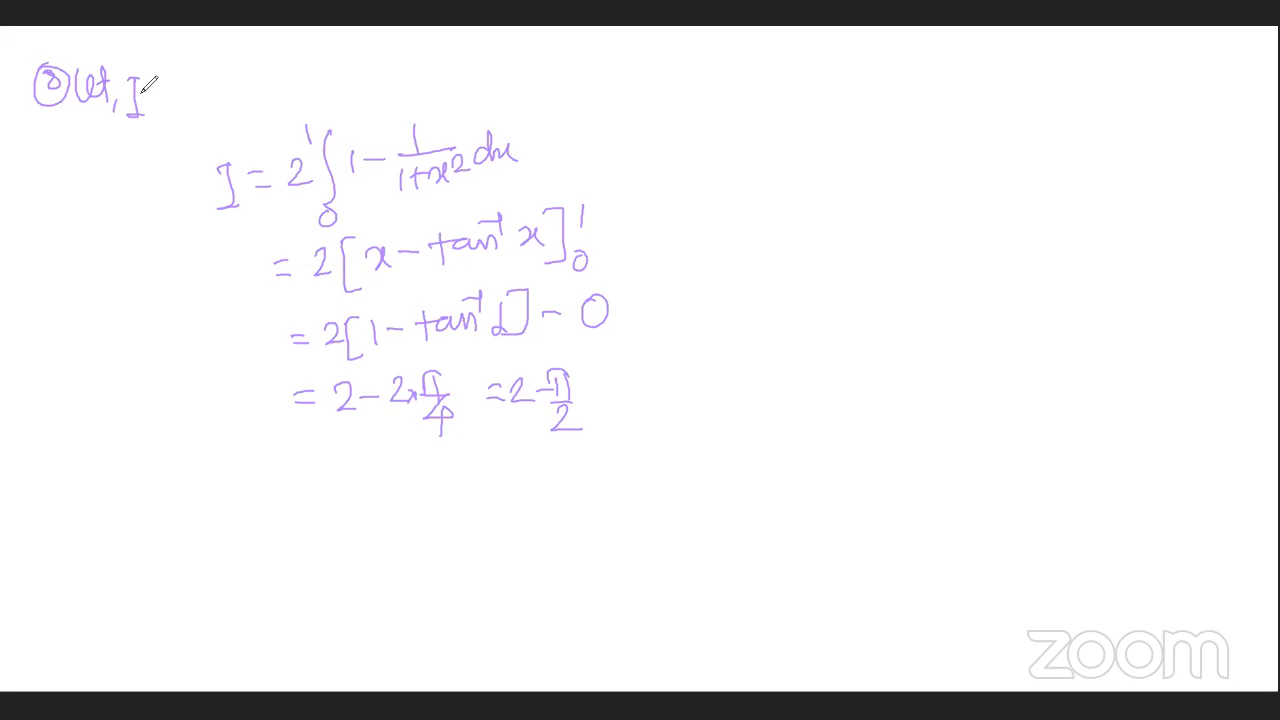 ② let, I
I = 2 ∫₀¹ 1 - 1/(1+x²) dx
= 2 [x - tan⁻¹ x]₀¹
= 2 [1 - tan⁻¹ 1] - 0
= 2 - 2 × π/4 = 2 - π/2
zoom